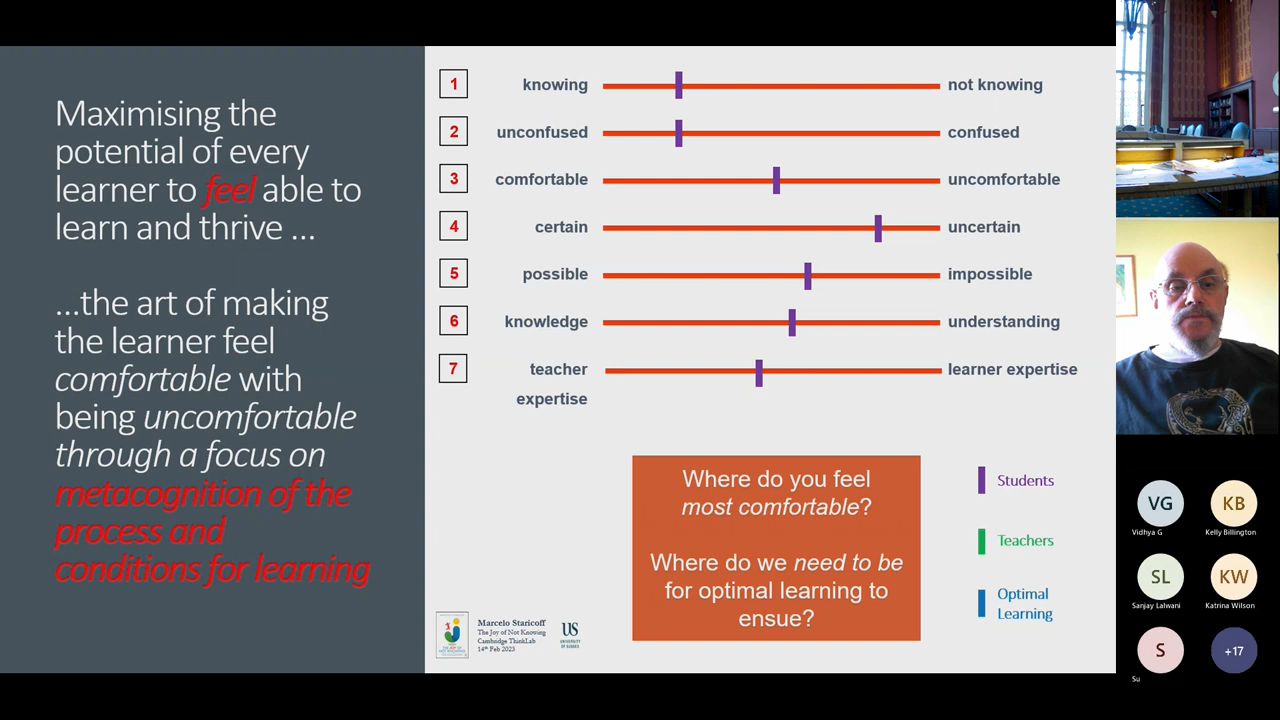 Maximising the
potential of every
learner to feel able to
learn and thrive ...
...the art of making
the learner feel
comfortable with
being uncomfortable
through a focus on
metacognition of the
process and
conditions for learning
1 knowing not knowing
2 unconfused confused
3 comfortable uncomfortable
4 certain uncertain
5 possible impossible
6 knowledge understanding
7 teacher expertise learner expertise
Where do you feel
most comfortable?
Where do we need to be
for optimal learning to
ensue?
Students
Teachers
Optimal
Learning
Marcelo Staricoff
The Joy of Not Knowing
Cambridge ThinkLab
14th Feb 2023
US
UNIVERSITY
OF SUSSEX
VG
Vidhya G
KB
Kelly Billington
SL
Sanjay Lalwani
KW
Katrina Wilson
S
Su
+17